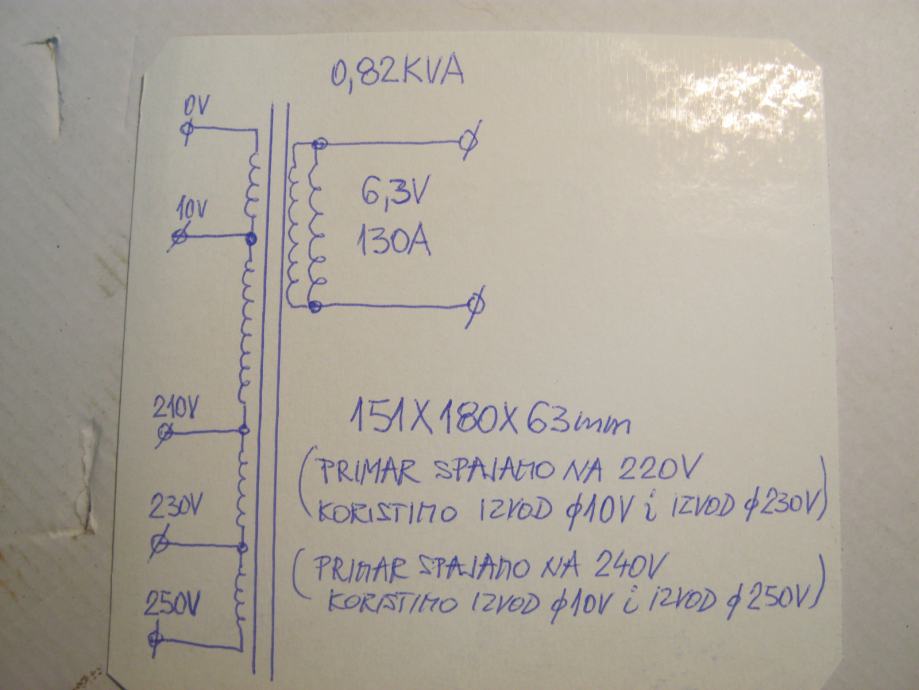 0,82KVA
0V
10V
6,3V
130A
210V
230V
250V
151X180X63mm
(PRIMAR SPAJAMO NA 220V
KORISTIMO IZVOD ϕ10V i IZVOD ϕ230V)
(PRIMAR SPAJAMO NA 240V
KORISTIMO IZVOD ϕ10V i IZVOD ϕ250V)